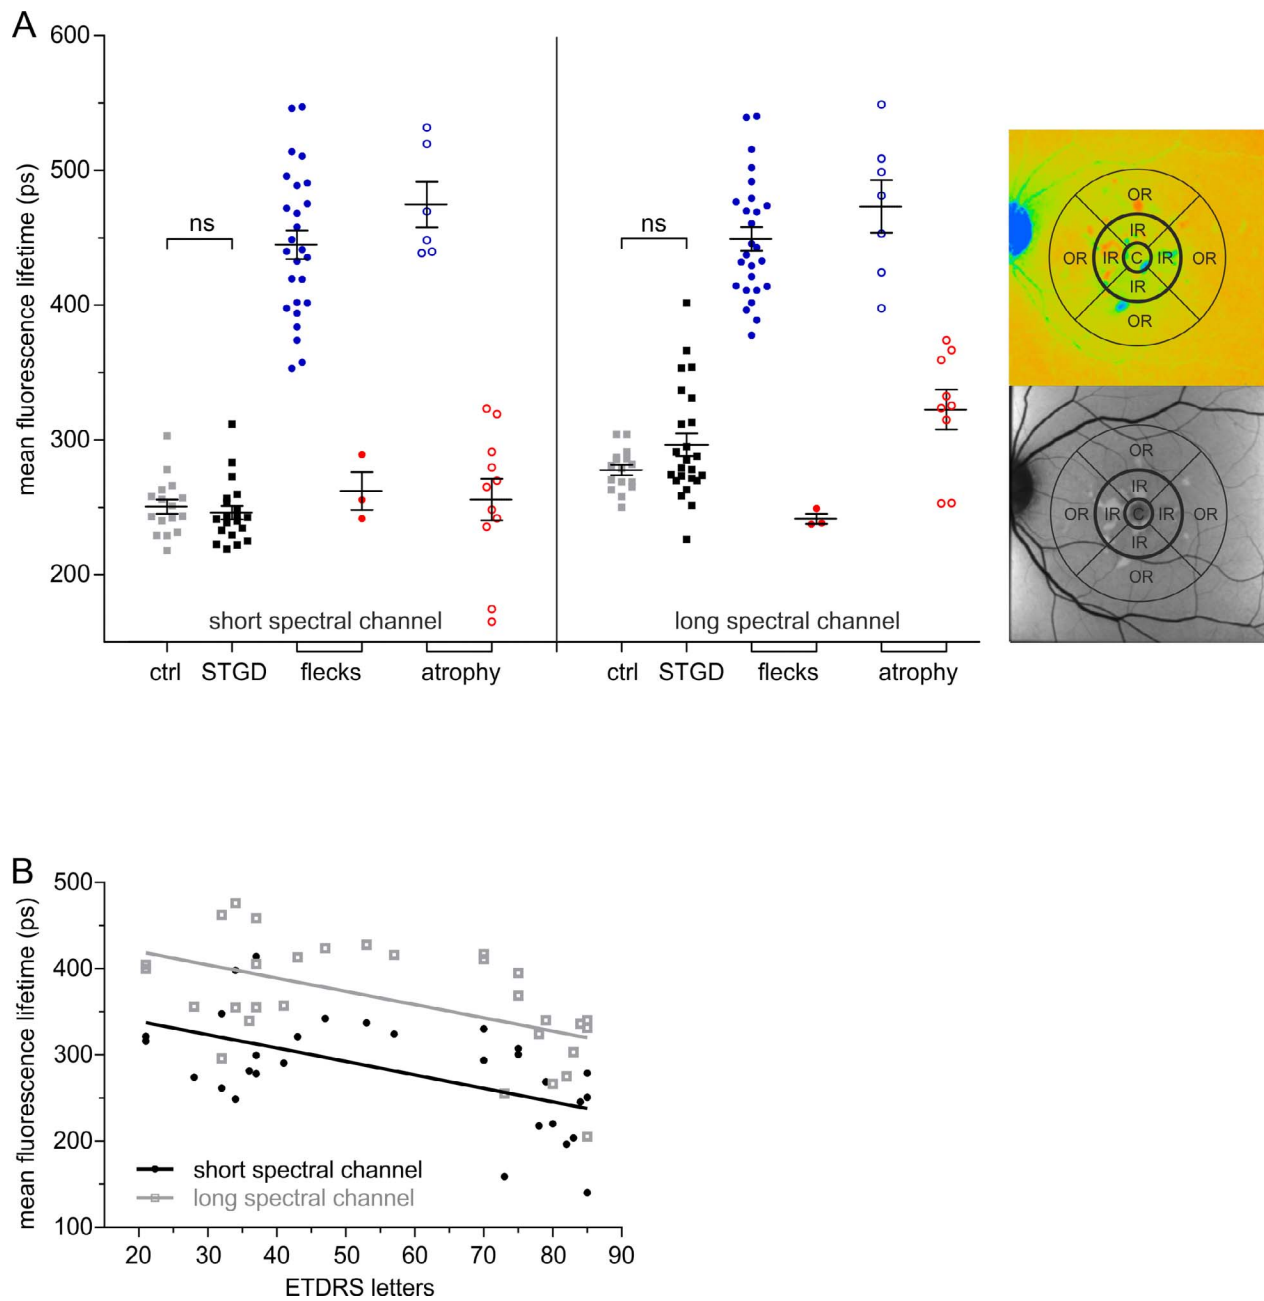 A
mean fluorescence lifetime (ps)
600
500
400
300
200
ns
ns
short spectral channel
long spectral channel
ctrl STGD flecks atrophy
ctrl STGD flecks atrophy
OR
IR
OR IR C IR OR
IR
OR
OR
IR
OR IR C IR OR
IR
OR
B
mean fluorescence lifetime (ps)
500
400
300
200
100
short spectral channel
long spectral channel
20 30 40 50 60 70 80 90
ETDRS letters